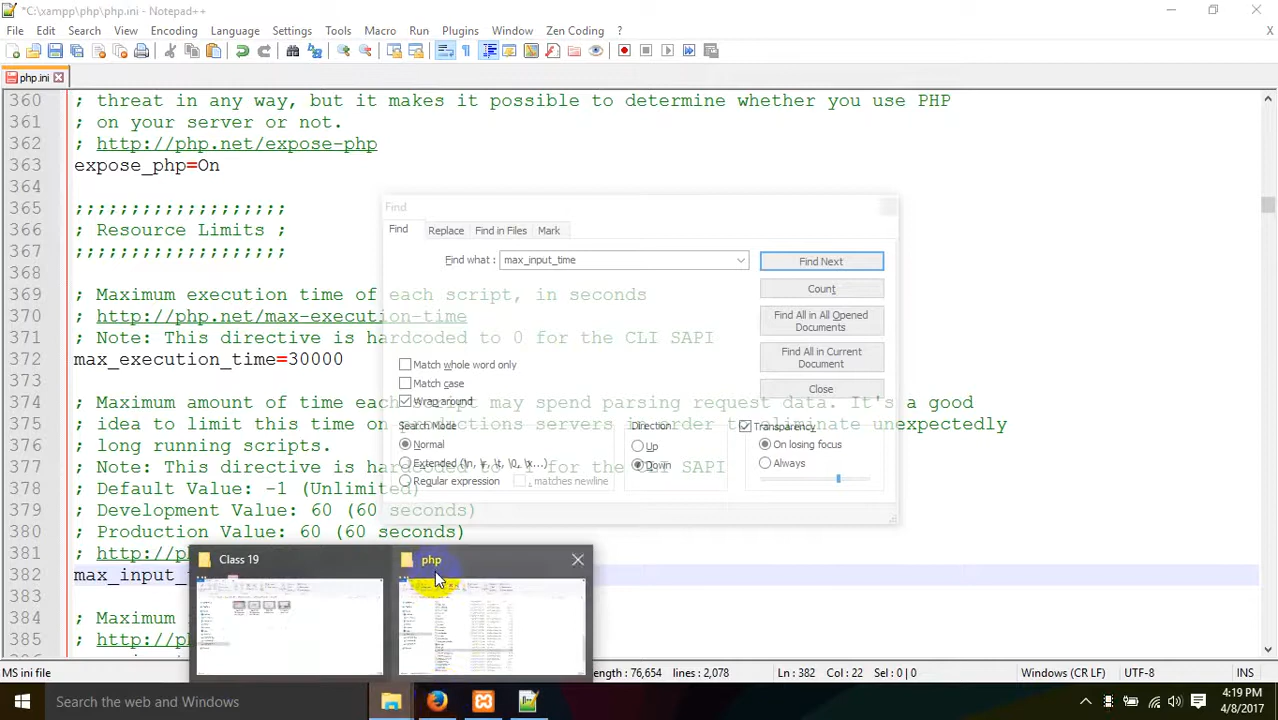 *C:\xampp\php\php.ini - Notepad++
File Edit Search View Encoding Language Settings Tools Macro Run Plugins Window Zen Coding ? X
php.ini
360 ; threat in any way, but it makes it possible to determine whether you use PHP
361 ; on your server or not.
362 ; http://php.net/expose-php
363 expose_php=On
364
365 ;;;;;;;;;;;;;;;;;;;
366 ; Resource Limits ;
367 ;;;;;;;;;;;;;;;;;;;
368
369 ; Maximum execution time of each script, in seconds
370 ; http://php.net/max-execution-time
371 ; Note: This directive is hardcoded to 0 for the CLI SAPI
372 max_execution_time=30000
373
374 ; Maximum amount of time each script may spend parsing request data. It's a good
375 ; idea to limit this time on productions servers in order to eliminate unexpectedly
376 ; long running scripts.
377 ; Note: This directive is hardcoded to -1 for the CLI SAPI
378 ; Default Value: -1 (Unlimited)
379 ; Development Value: 60 (60 seconds)
380 ; Production Value: 60 (60 seconds)
381 ; http://p
382 max_input_
383
384 ; Maximum
385 ; http://
Find
Find Replace Find in Files Mark
Find what : max_input_time
Find Next
Count
Find All in All Opened Documents
Find All in Current Document
Close
Match whole word only
Match case
Wrap around
Search Mode
Normal
Extended (\n, \r, \t, \0, \x...)
Regular expression
. matches newline
Direction
Up
Down
Transparency
On losing focus
Always
Class 19
php
lines : 2,078
Sel : 0 | 0
Windows (CR LF)
UTF-8
INS
Search the web and Windows
4:19 PM
4/8/2017